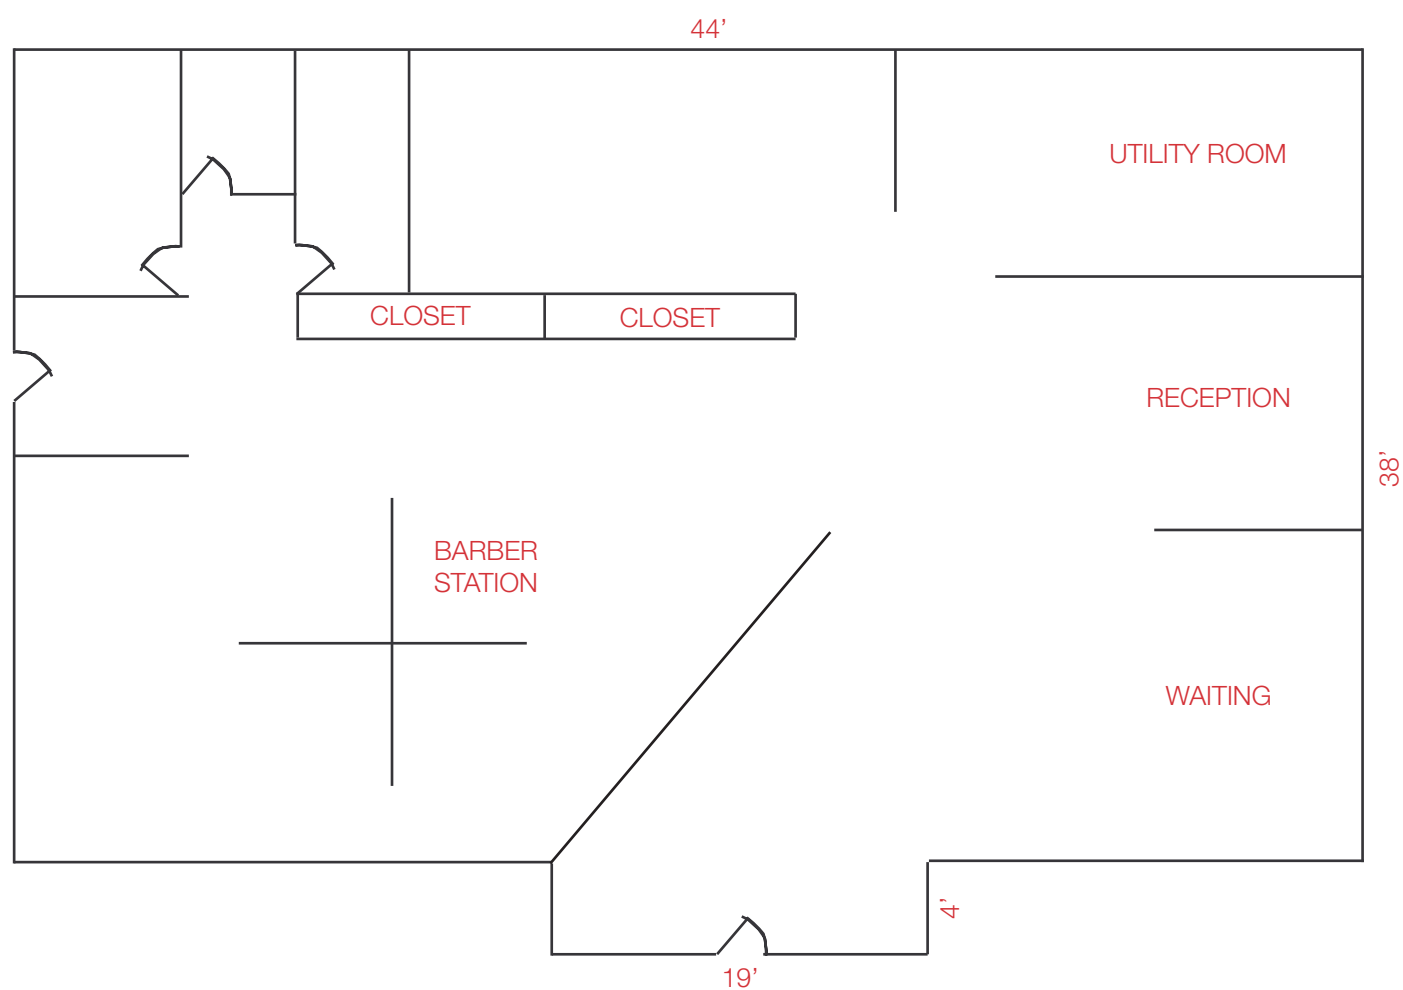 44’
UTILITY ROOM
CLOSET
CLOSET
RECEPTION
38’
BARBER
STATION
WAITING
4’
19’